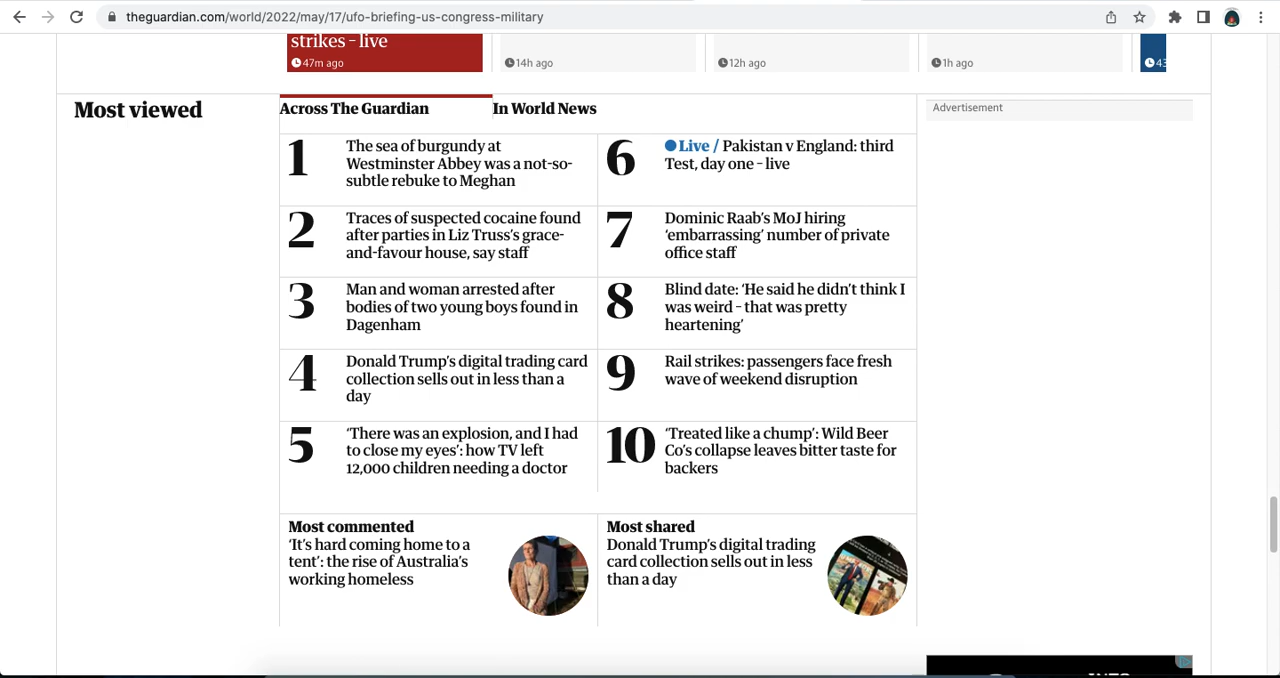 theguardian.com/world/2022/may/17/ufo-briefing-us-congress-military
strikes – live
47m ago
14h ago
12h ago
1h ago
Most viewed
Across The Guardian
In World News
Advertisement
1
The sea of burgundy at
Westminster Abbey was a not-so-
subtle rebuke to Meghan
2
Traces of suspected cocaine found
after parties in Liz Truss’s grace-
and-favour house, say staff
3
Man and woman arrested after
bodies of two young boys found in
Dagenham
4
Donald Trump’s digital trading card
collection sells out in less than a
day
5
‘There was an explosion, and I had
to close my eyes’: how TV left
12,000 children needing a doctor
6
Live / Pakistan v England: third
Test, day one – live
7
Dominic Raab’s MoJ hiring
‘embarrassing’ number of private
office staff
8
Blind date: ‘He said he didn’t think I
was weird – that was pretty
heartening’
9
Rail strikes: passengers face fresh
wave of weekend disruption
10
‘Treated like a chump’: Wild Beer
Co’s collapse leaves bitter taste for
backers
Most commented
‘It’s hard coming home to a
tent’: the rise of Australia’s
working homeless
Most shared
Donald Trump’s digital trading
card collection sells out in less
than a day